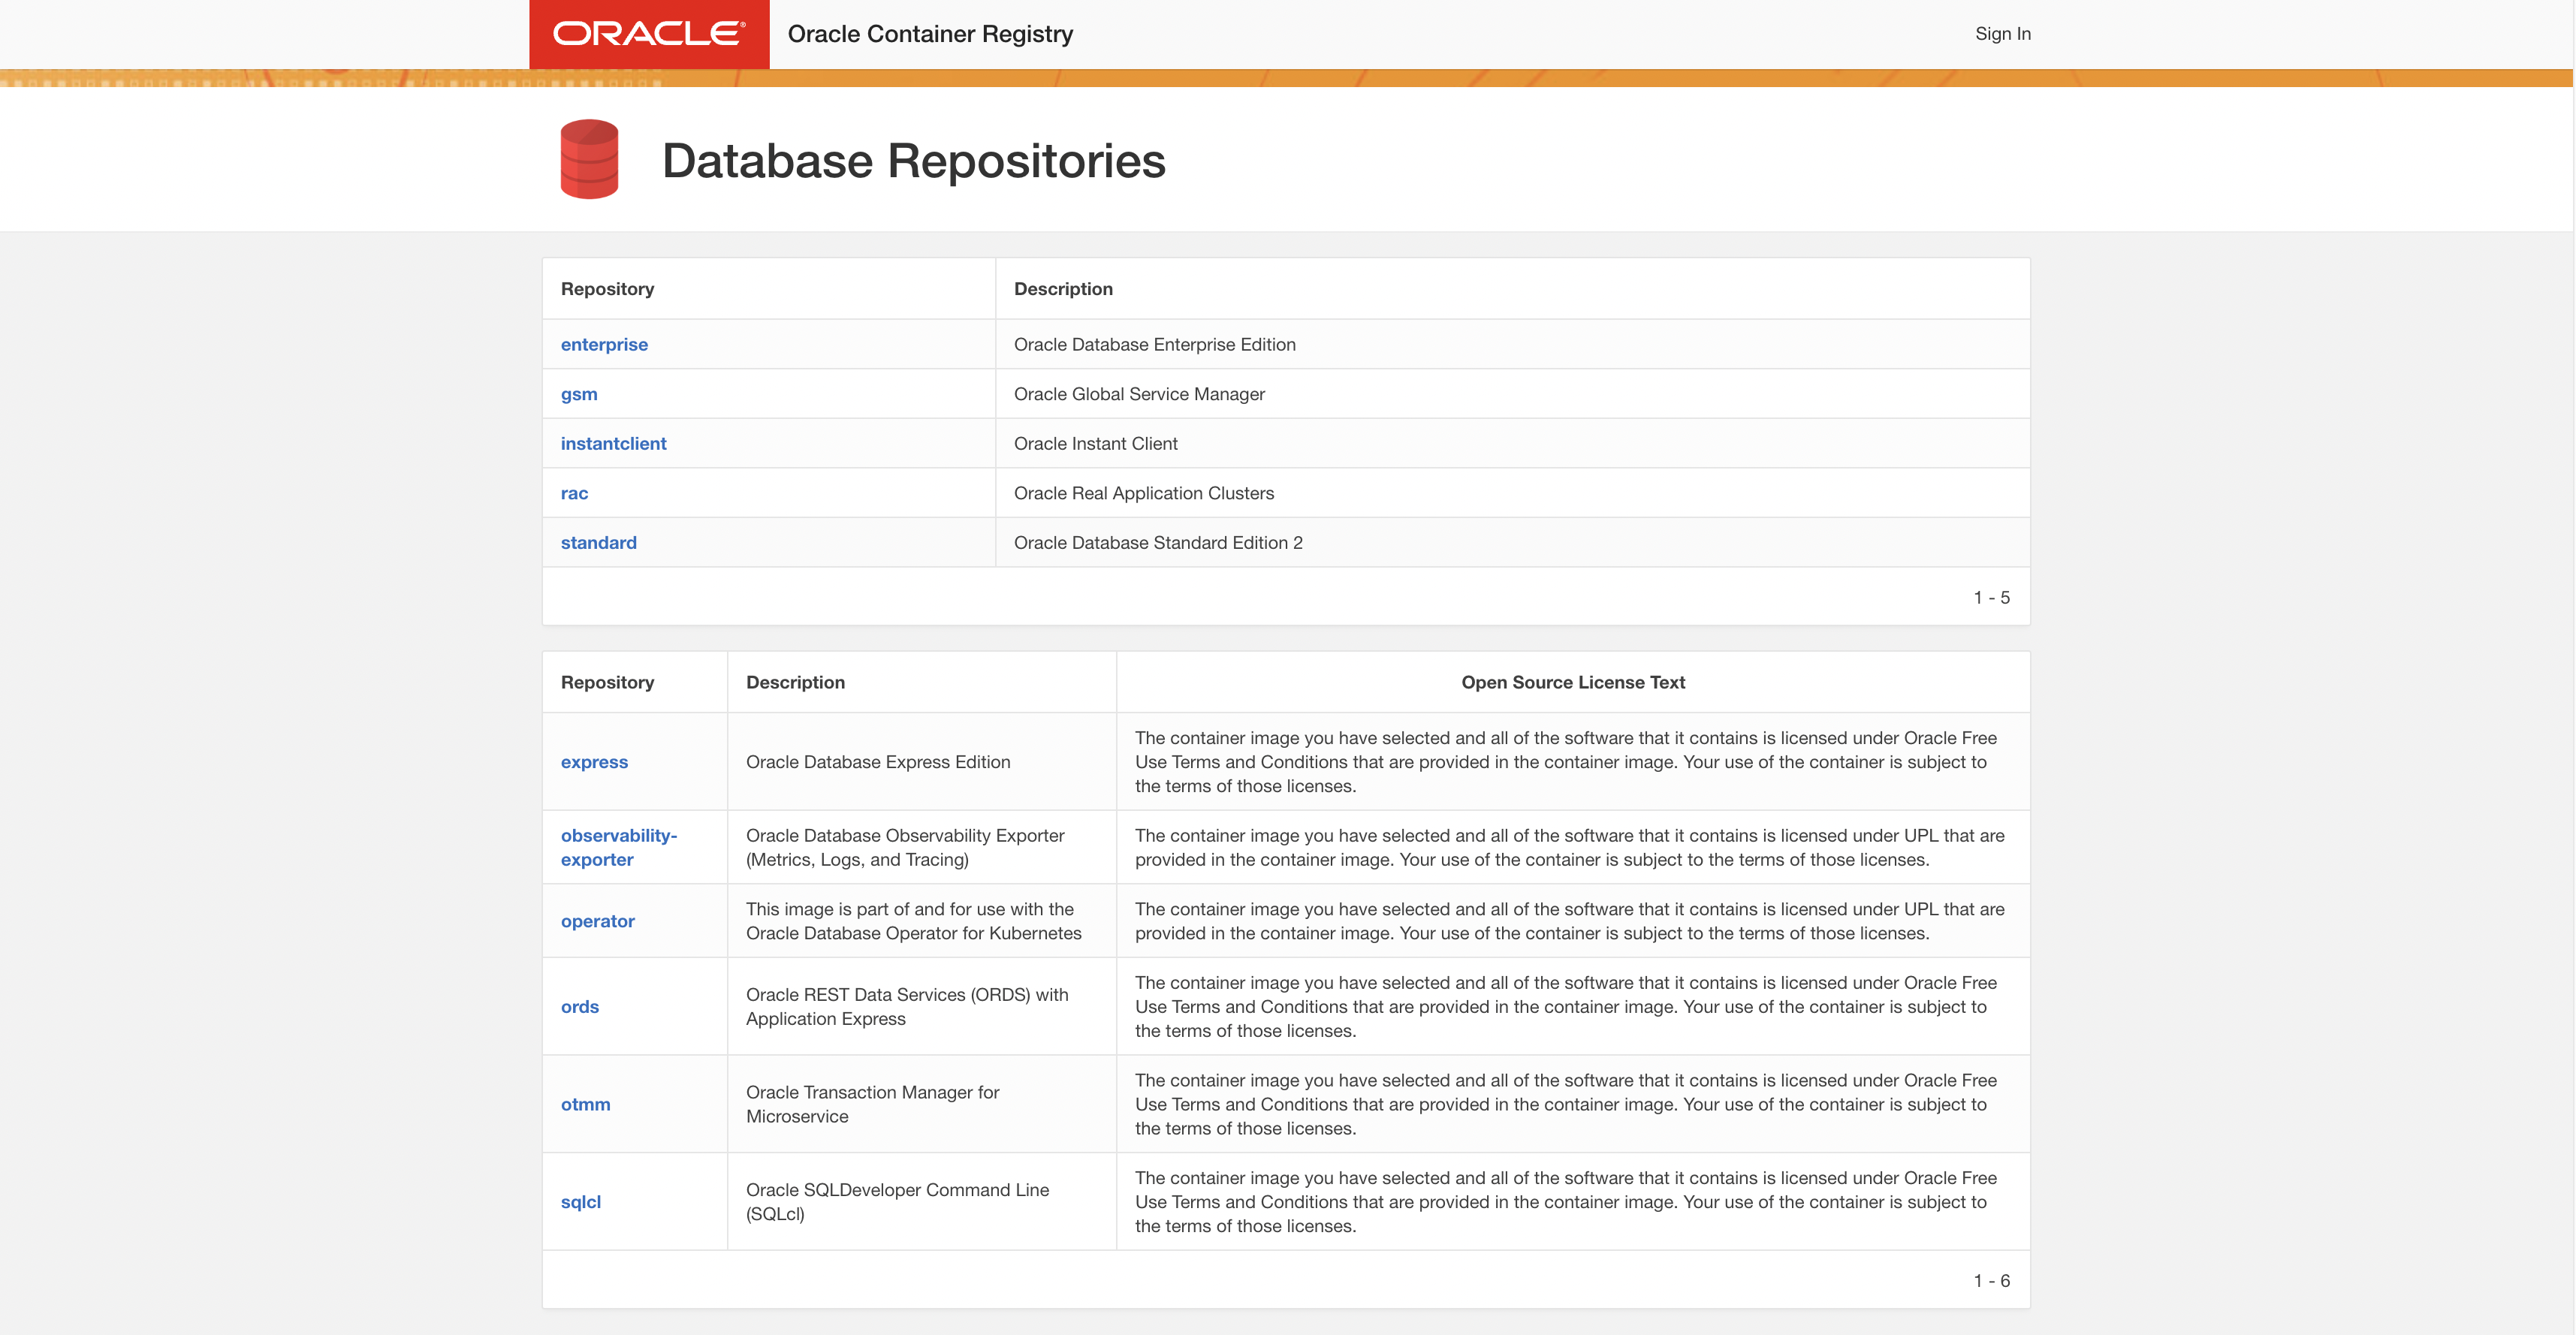 ORACLE®
Oracle Container Registry
Sign In
Database Repositories
Repository Description
enterprise Oracle Database Enterprise Edition
gsm Oracle Global Service Manager
instantclient Oracle Instant Client
rac Oracle Real Application Clusters
standard Oracle Database Standard Edition 2
1 - 5
Repository Description Open Source License Text
express
Oracle Database Express Edition
The container image you have selected and all of the software that it contains is licensed under Oracle Free
Use Terms and Conditions that are provided in the container image. Your use of the container is subject to
the terms of those licenses.
observability-
exporter
Oracle Database Observability Exporter
(Metrics, Logs, and Tracing)
The container image you have selected and all of the software that it contains is licensed under UPL that are
provided in the container image. Your use of the container is subject to the terms of those licenses.
operator
This image is part of and for use with the
Oracle Database Operator for Kubernetes
The container image you have selected and all of the software that it contains is licensed under UPL that are
provided in the container image. Your use of the container is subject to the terms of those licenses.
ords
Oracle REST Data Services (ORDS) with
Application Express
The container image you have selected and all of the software that it contains is licensed under Oracle Free
Use Terms and Conditions that are provided in the container image. Your use of the container is subject to
the terms of those licenses.
otmm
Oracle Transaction Manager for
Microservice
The container image you have selected and all of the software that it contains is licensed under Oracle Free
Use Terms and Conditions that are provided in the container image. Your use of the container is subject to
the terms of those licenses.
sqlcl
Oracle SQLDeveloper Command Line
(SQLcl)
The container image you have selected and all of the software that it contains is licensed under Oracle Free
Use Terms and Conditions that are provided in the container image. Your use of the container is subject to
the terms of those licenses.
1 - 6